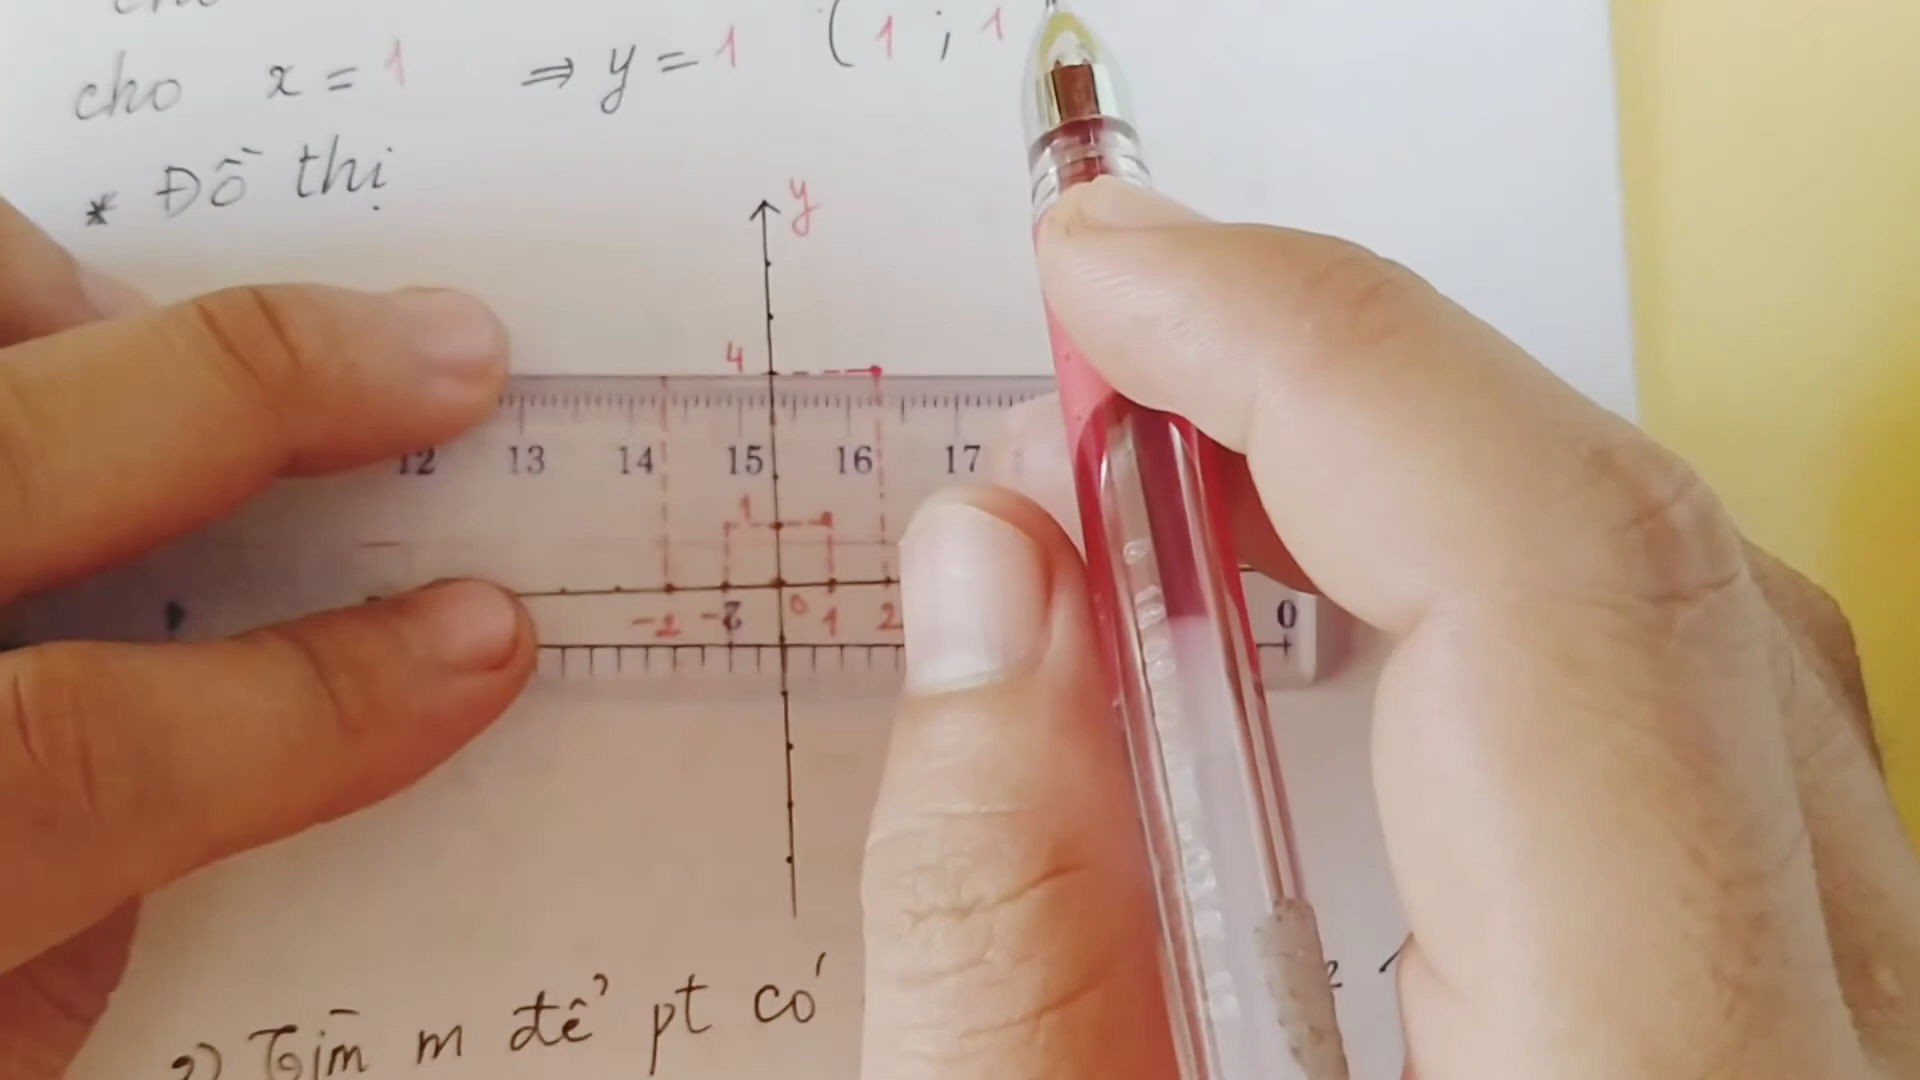 cho x = 1 ⇒ y = 1 ( 1 ; 1
* Đồ thị
y
4
12 13 14 15 16 17
1
-2 0 1 2 0
Tìm m để pt có